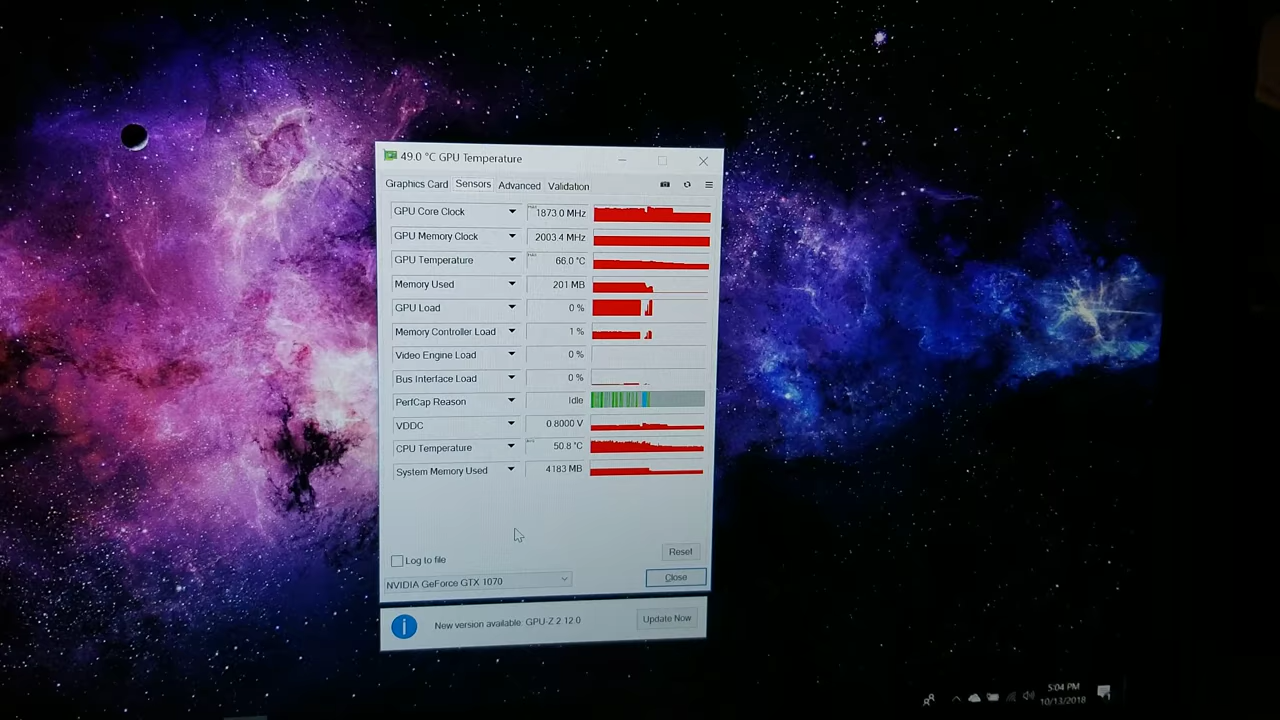 49.0 °C GPU Temperature
Graphics Card Sensors Advanced Validation
GPU Core Clock 1873.0 MHz
GPU Memory Clock 2003.4 MHz
GPU Temperature 66.0 °C
Memory Used 201 MB
GPU Load 0 %
Memory Controller Load 1 %
Video Engine Load 0 %
Bus Interface Load 0 %
PerfCap Reason Idle
VDDC 0.8000 V
CPU Temperature 50.8 °C
System Memory Used 4183 MB
Log to file
Reset
NVIDIA GeForce GTX 1070
Close
New version available: GPU-Z 2.12.0
Update Now
5:04 PM
10/13/2018